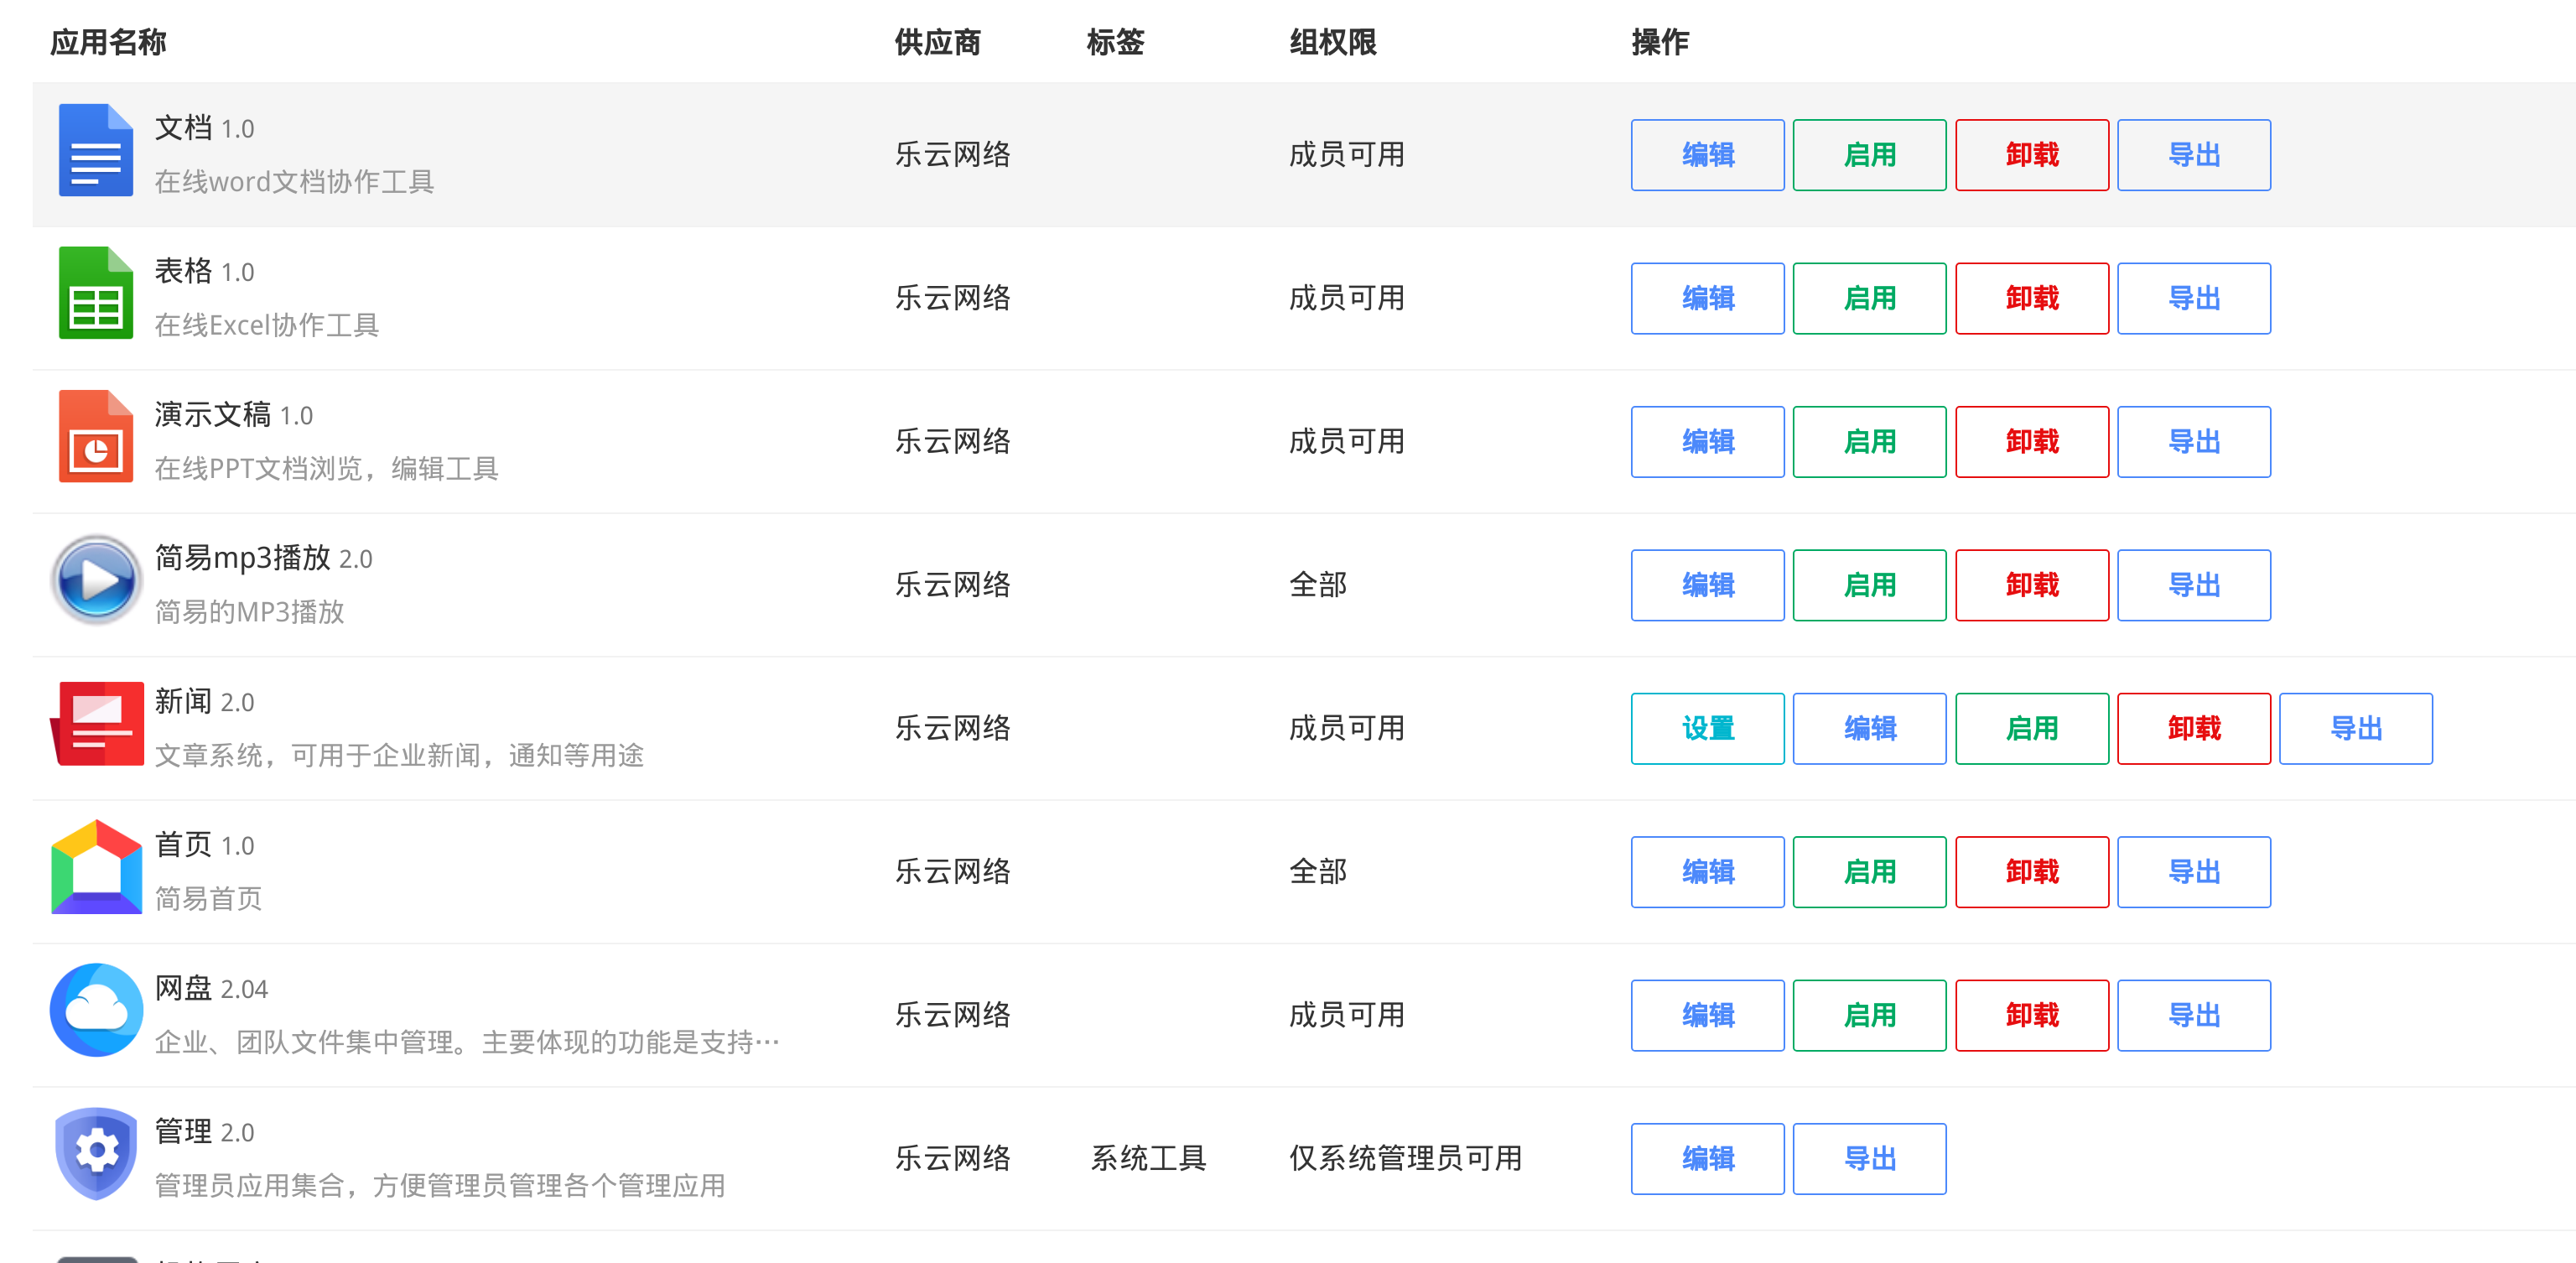 应用名称 供应商 标签 组权限 操作
文档 1.0
在线word文档协作工具
乐云网络 成员可用 编辑 启用 卸载 导出
表格 1.0
在线Excel协作工具
乐云网络 成员可用 编辑 启用 卸载 导出
演示文稿 1.0
在线PPT文档浏览，编辑工具
乐云网络 成员可用 编辑 启用 卸载 导出
简易mp3播放 2.0
简易的MP3播放
乐云网络 全部 编辑 启用 卸载 导出
新闻 2.0
文章系统，可用于企业新闻，通知等用途
乐云网络 成员可用 设置 编辑 启用 卸载 导出
首页 1.0
简易首页
乐云网络 全部 编辑 启用 卸载 导出
网盘 2.04
企业、团队文件集中管理。主要体现的功能是支持…
乐云网络 成员可用 编辑 启用 卸载 导出
管理 2.0
管理员应用集合，方便管理员管理各个管理应用
乐云网络 系统工具 仅系统管理员可用 编辑 导出